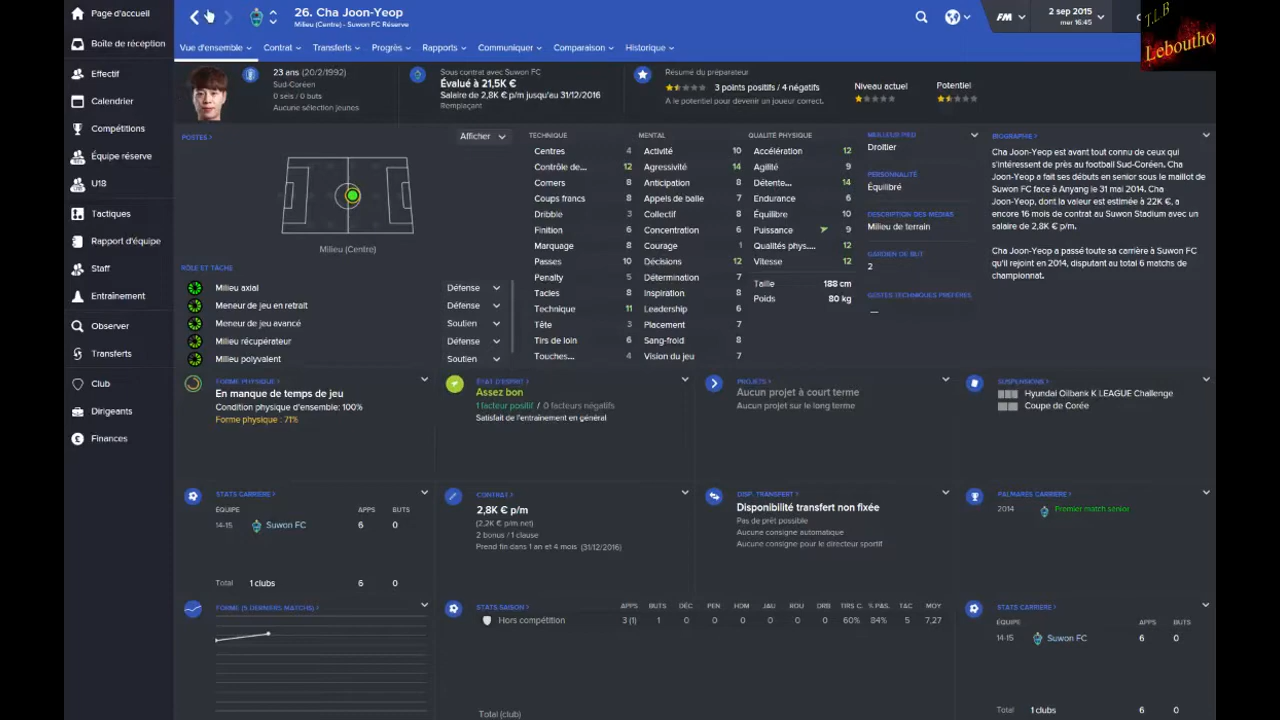 Page d'accueil
Boîte de réception
Effectif
Calendrier
Compétitions
Équipe réserve
U18
Tactiques
Rapport d'équipe
Staff
Entraînement
Observer
Transferts
Club
Dirigeants
Finances
26. Cha Joon-Yeop
Milieu (Centre) - Suwon FC Réserve
FM
2 sep 2015
mer 16:45
T.L.B
Leboutho
Vue d'ensemble
Contrat
Transferts
Progrès
Rapports
Communiquer
Comparaison
Historique
23 ans (20/2/1992)
Sud-Coréen
0 séls / 0 buts
Aucune sélection jeunes
Sous contrat avec Suwon FC
Évalué à 21,5K €
Salaire de 2,8K € p/m jusqu'au 31/12/2016
Remplaçant
Résumé du préparateur
3 points positifs / 4 négatifs
A le potentiel pour devenir un joueur correct.
Niveau actuel
Potentiel
POSTES >
Afficher
Milieu (Centre)
RÔLE ET TÂCHE
Milieu axial Défense
Meneur de jeu en retrait Défense
Meneur de jeu avancé Soutien
Milieu récupérateur Défense
Milieu polyvalent Soutien
TECHNIQUE
Centres 4
Contrôle de... 12
Corners 8
Coups francs 8
Dribble 3
Finition 6
Marquage 8
Passes 10
Penalty 5
Tacles 8
Technique 11
Tête 3
Tirs de loin 6
Touches... 4
MENTAL
Activité 10
Agressivité 14
Anticipation 8
Appels de balle 7
Collectif 8
Concentration 6
Courage 1
Décisions 12
Détermination 7
Inspiration 8
Leadership 6
Placement 7
Sang-froid 8
Vision du jeu 7
QUALITÉ PHYSIQUE
Accélération 12
Agilité 9
Détente... 14
Endurance 6
Équilibre 10
Puissance 9
Qualités phys.... 12
Vitesse 12
Taille 188 cm
Poids 80 kg
MEILLEUR PIED
Droitier
PERSONNALITÉ
Équilibré
DESCRIPTION DES MÉDIAS
Milieu de terrain
GARDIEN DE BUT
2
GESTES TECHNIQUES PRÉFÉRÉS
—
BIOGRAPHIE >
Cha Joon-Yeop est avant tout connu de ceux qui
s'intéressent de près au football Sud-Coréen. Cha
Joon-Yeop a fait ses débuts en senior sous le maillot de
Suwon FC face à Anyang le 31 mai 2014. Cha
Joon-Yeop, dont la valeur est estimée à 22K €, a
encore 16 mois de contrat au Suwon Stadium avec un
salaire de 2,8K € p/m.
Cha Joon-Yeop a passé toute sa carrière à Suwon FC
qu'il rejoint en 2014, disputant au total 6 matchs de
championnat.
FORME PHYSIQUE >
En manque de temps de jeu
Condition physique d'ensemble: 100%
Forme physique : 71%
ÉTAT D'ESPRIT >
Assez bon
1 facteur positif / 0 facteurs négatifs
Satisfait de l'entraînement en général
PROJETS >
Aucun projet à court terme
Aucun projet sur le long terme
SUSPENSIONS >
Hyundai Oilbank K LEAGUE Challenge
Coupe de Corée
STATS CARRIÈRE >
ÉQUIPE APPS BUTS
14-15 Suwon FC 6 0
Total 1 clubs 6 0
CONTRAT >
2,8K € p/m
(2,2K € p/m net)
2 bonus / 1 clause
Prend fin dans 1 an et 4 mois (31/12/2016)
DISP. TRANSFERT >
Disponibilité transfert non fixée
Pas de prêt possible
Aucune consigne automatique
Aucune consigne pour le directeur sportif
PALMARÈS CARRIÈRE >
2014 Premier match senior
FORME (5 DERNIERS MATCHS) >
STATS SAISON >
APPS BUTS DÉC PEN HOM JAU ROU DRB TIRS C. % PAS. TAC MOY
Hors compétition 3 (1) 1 0 0 0 0 0 0 60% 84% 5 7,27
Total (club)
STATS CARRIÈRE >
ÉQUIPE APPS BUTS
14-15 Suwon FC 6 0
Total 1 clubs 6 0